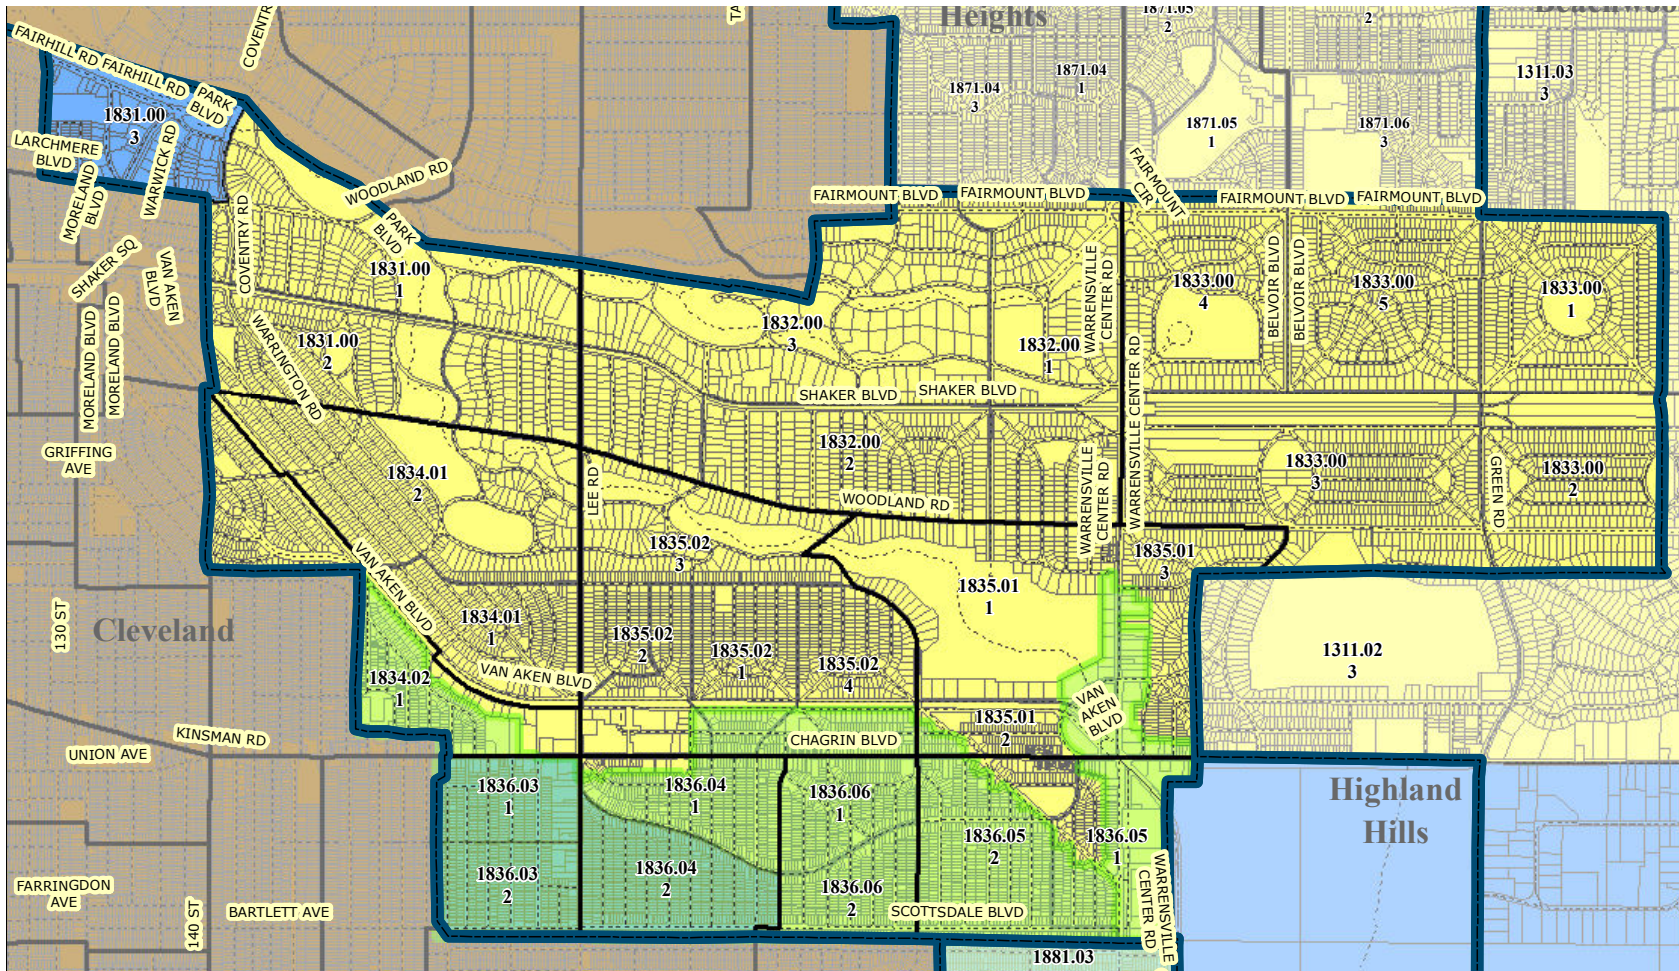 Heights
1871.05
2
2
COVENTR
TA
FAIRHILL RD
FAIRHILL RD
PARK
BLVD
1831.00
3
LARCHMERE
BLVD
WARWICK RD
MORELAND
BLVD
1871.04
3
1871.04
1
1871.05
1
1871.06
3
1311.03
3
WOODLAND RD
PARK
BLVD
FAIRMOUNT BLVD
FAIRMOUNT BLVD
FAIRMOUNT
CIR
FAIRMOUNT BLVD
FAIRMOUNT BLVD
COVENTRY RD
SHAKER SQ
VAN AKEN
BLVD
1831.00
1
WARRENSVILLE
CENTER RD
BELVOIR BLVD
BELVOIR BLVD
1833.00
4
1833.00
5
1833.00
1
MORELAND BLVD
MORELAND BLVD
WARRINGTON RD
1831.00
2
1832.00
3
1832.00
1
WARRENSVILLE CENTER RD
SHAKER BLVD
SHAKER BLVD
GRIFFING
AVE
1834.01
2
LEE RD
1832.00
2
WOODLAND RD
WARRENSVILLE
CENTER RD
1833.00
3
GREEN RD
1833.00
2
VAN AKEN BLVD
1835.02
3
1835.01
3
1835.01
1
130 ST
Cleveland
1834.01
1
1835.02
2
1835.02
1
1835.02
4
1311.02
3
1834.02
1
VAN AKEN BLVD
VAN
AKEN
BLVD
1835.01
2
KINSMAN RD
UNION AVE
CHAGRIN BLVD
1836.03
1
1836.04
1
1836.06
1
Highland
Hills
1836.05
2
1836.05
1
1836.03
2
1836.04
2
1836.06
2
FARRINGDON
AVE
140 ST
BARTLETT AVE
SCOTTSDALE BLVD
WARRENSVILLE
CENTER RD
1881.03